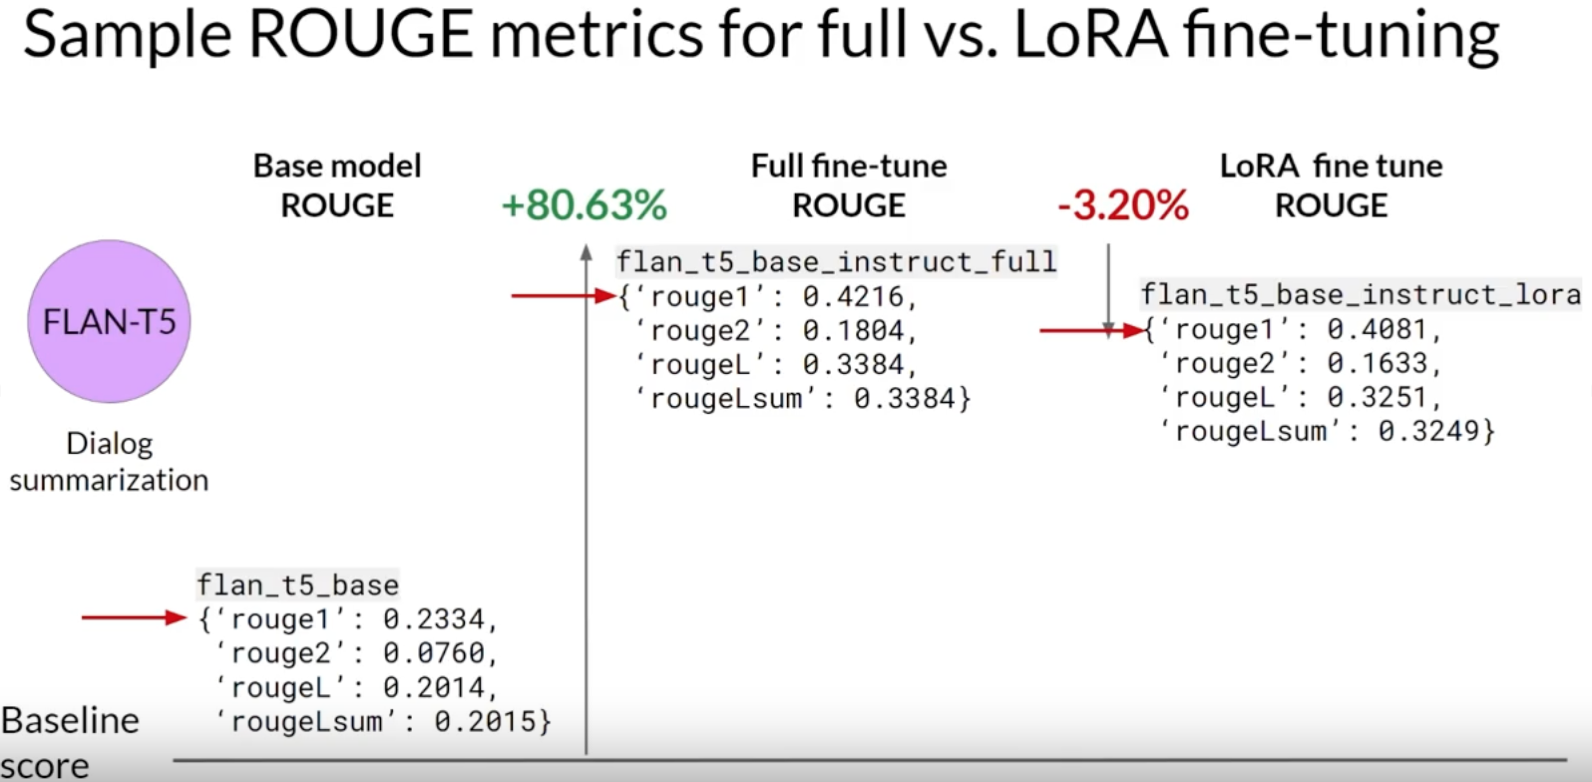 Sample ROUGE metrics for full vs. LoRA fine-tuning
Base model
ROUGE
+80.63%
Full fine-tune
ROUGE
-3.20%
LoRA  fine tune
ROUGE
FLAN-T5
Dialog
summarization
flan_t5_base_instruct_full
{‘rouge1’: 0.4216,
‘rouge2’: 0.1804,
‘rougeL’: 0.3384,
‘rougeLsum’: 0.3384}
flan_t5_base_instruct_lora
{‘rouge1’: 0.4081,
‘rouge2’: 0.1633,
‘rougeL’: 0.3251,
‘rougeLsum’: 0.3249}
flan_t5_base
{‘rouge1’: 0.2334,
‘rouge2’: 0.0760,
‘rougeL’: 0.2014,
‘rougeLsum’: 0.2015}
Baseline
score